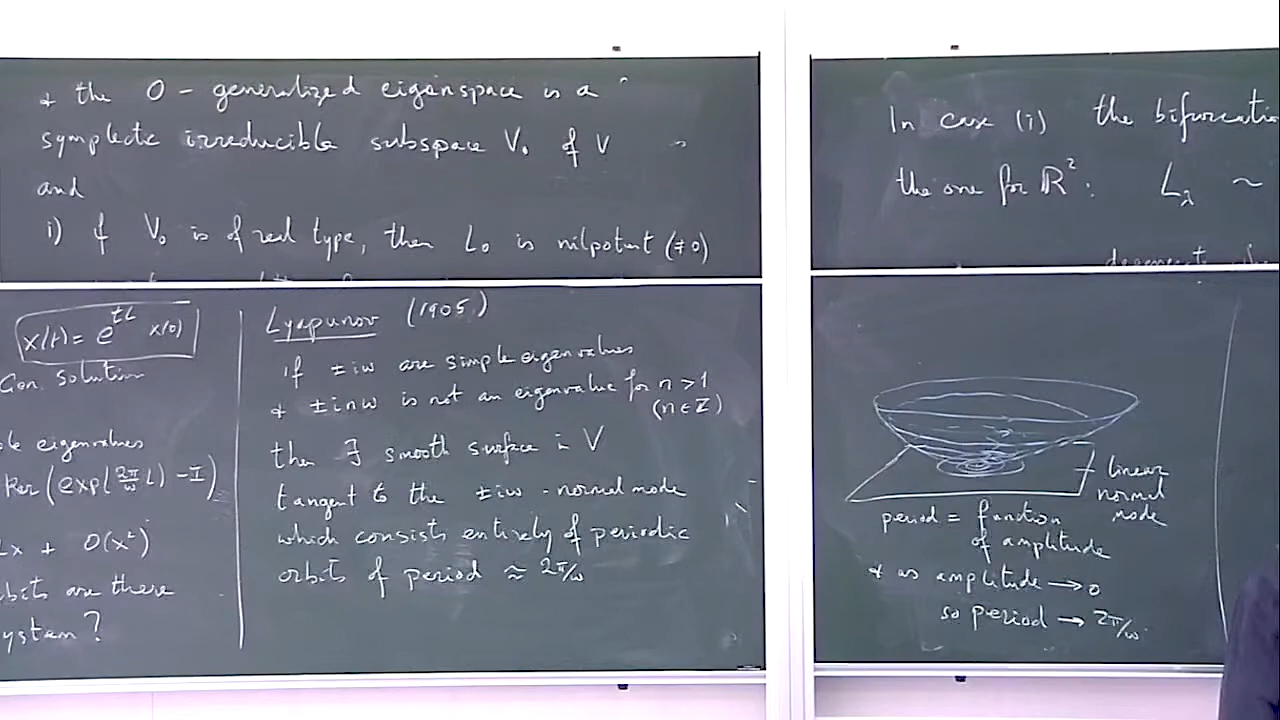 & the 0 - generalized eigenspace is a
symplectic irreducible subspace V₀ of V
and
i) if V₀ is of real type, then L₀ is nilpotent (≠0)
x(t) = e^{tL} x(0)
Gen. solution
eigenvalues
Ker (exp(2π/ω L) - I)
Lx + O(x²)
are there
system?
Lyapunov (1905)
if ±iω are simple eigenvalues
& ±inω is not an eigenvalue for n>1
(n∈Z)
then ∃ smooth surface in V
tangent to the ±iω - normal mode
which consists entirely of periodic
orbits of period ≈ 2π/ω
In case (i) the bifurcatio
the one for ℝ²: L_λ ~
linear
normal
mode
period = function
of amplitude
& as amplitude → 0
so period → 2π/ω.